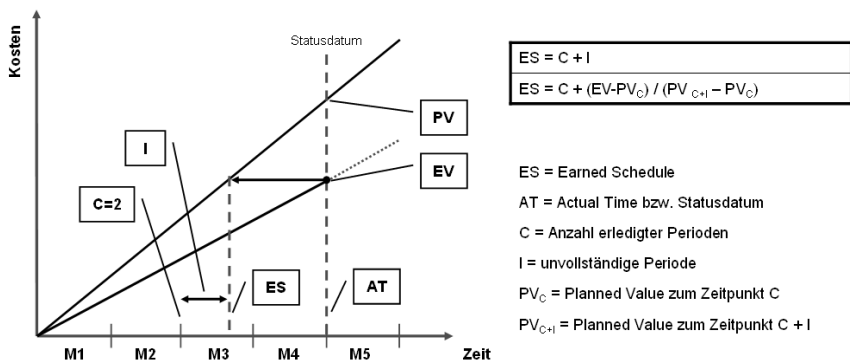 Kosten
Statusdatum
PV
I
EV
C=2
ES
AT
M1 M2 M3 M4 M5 Zeit
ES = C + I
ES = C + (EV-PVC) / (PV C+I – PVC)
ES = Earned Schedule
AT = Actual Time bzw. Statusdatum
C = Anzahl erledigter Perioden
I = unvollständige Periode
PVC = Planned Value zum Zeitpunkt C
PVC+I = Planned Value zum Zeitpunkt C + I